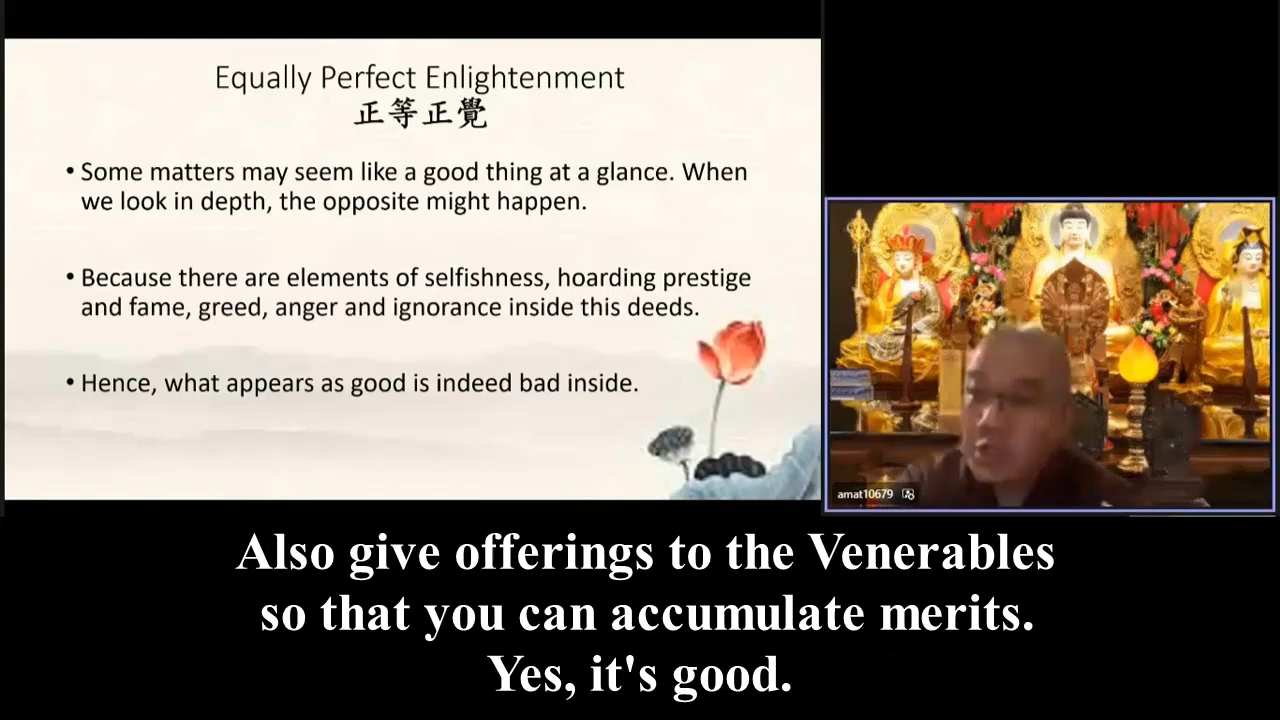 Equally Perfect Enlightenment
正等正覺
• Some matters may seem like a good thing at a glance. When
we look in depth, the opposite might happen.
• Because there are elements of selfishness, hoarding prestige
and fame, greed, anger and ignorance inside this deeds.
• Hence, what appears as good is indeed bad inside.
amat10679
Also give offerings to the Venerables
so that you can accumulate merits.
Yes, it's good.